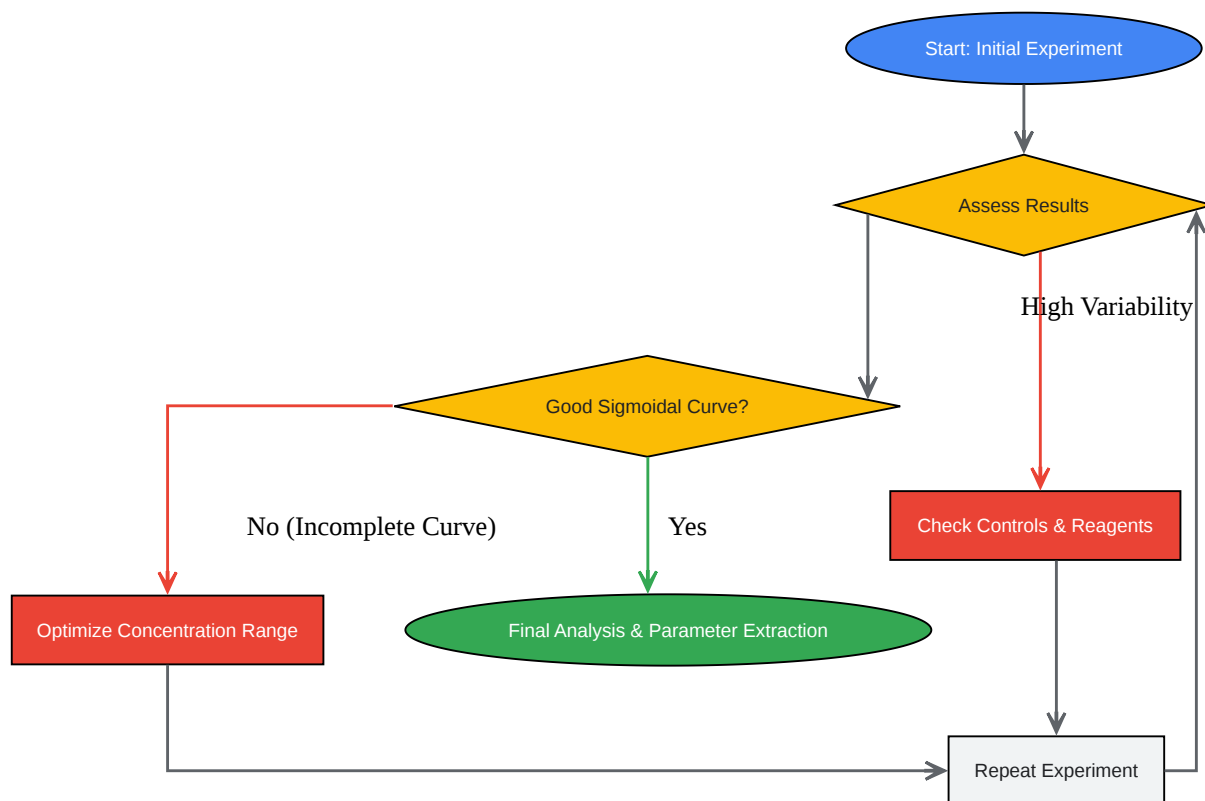 Start: Initial Experiment
Assess Results
High Variability
Good Sigmoidal Curve?
No (Incomplete Curve)
Yes
Check Controls & Reagents
Optimize Concentration Range
Final Analysis & Parameter Extraction
Repeat Experiment